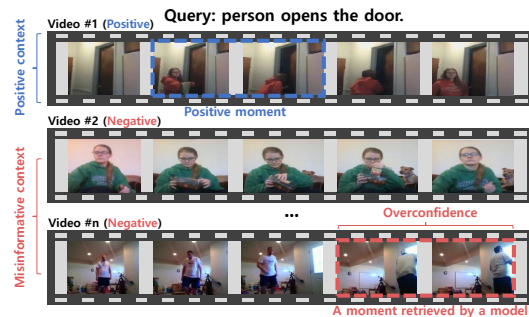 Query: person opens the door.
Video #1 (Positive)
Positive context
Positive moment
Video #2 (Negative)
Misinformative context
...
Overconfidence
Video #n (Negative)
A moment retrieved by a model